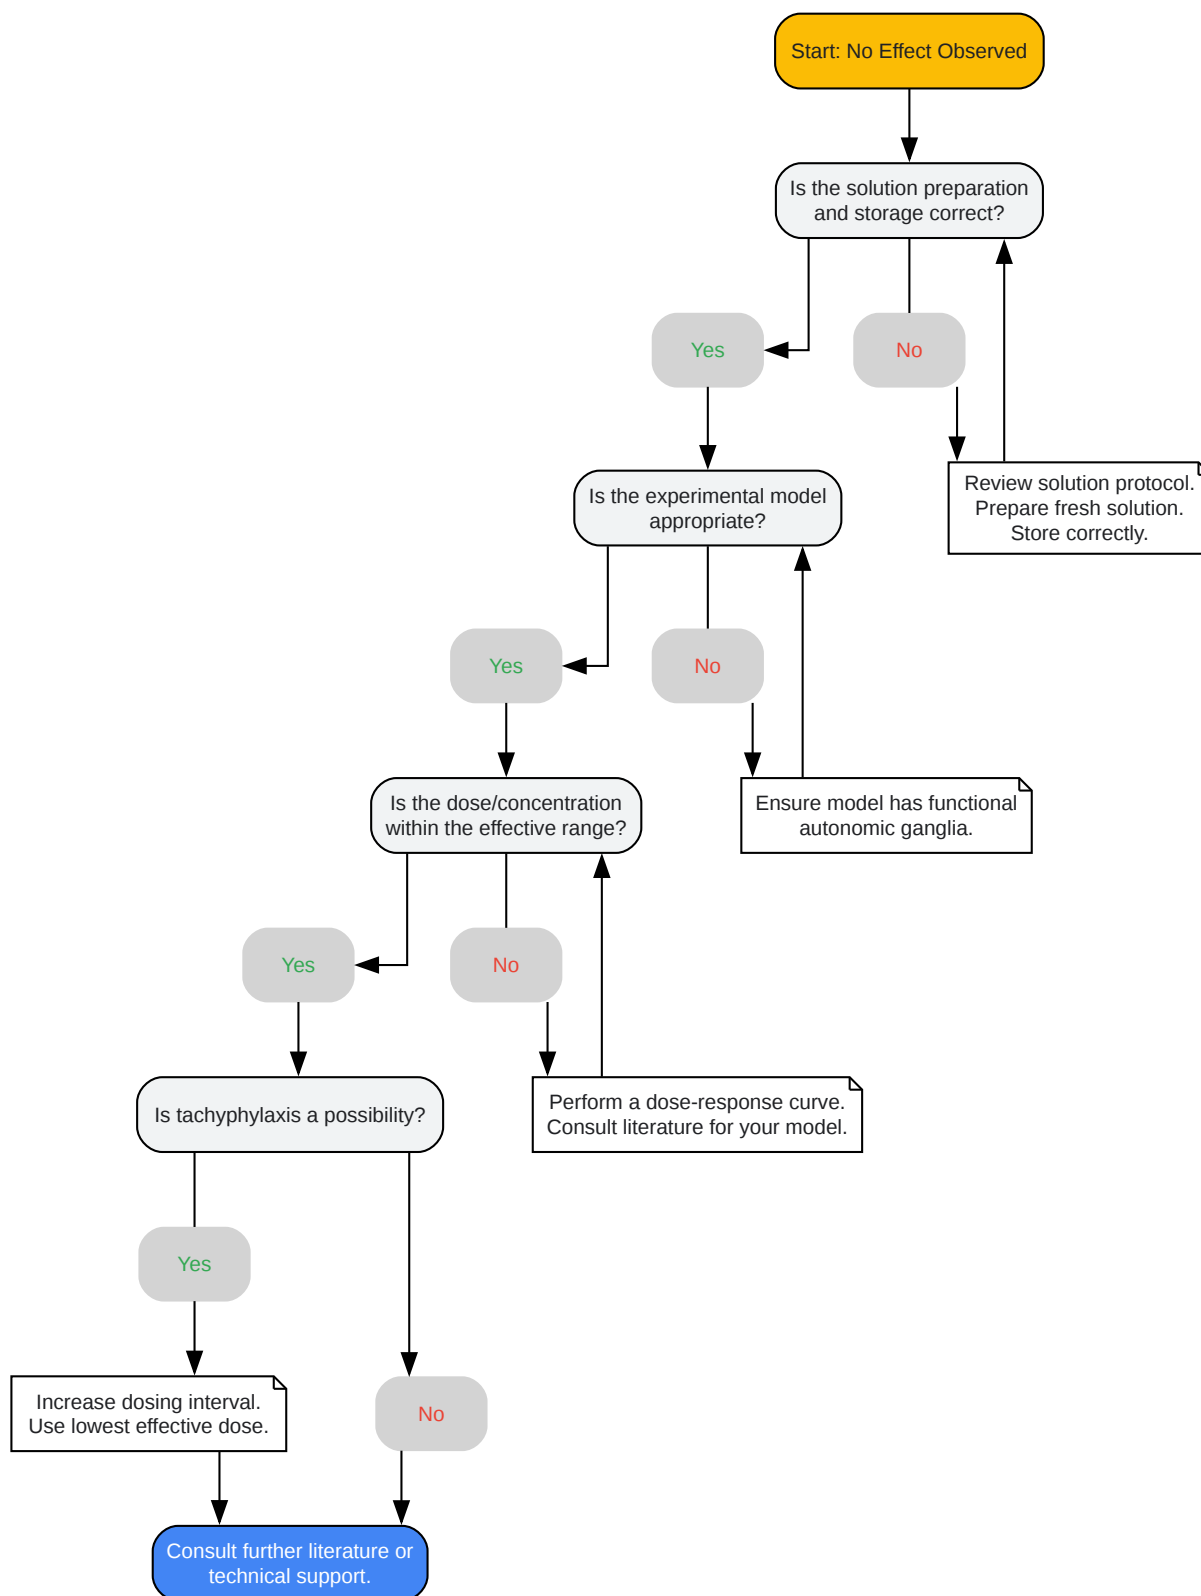 Start: No Effect Observed
Is the solution preparation
and storage correct?
Yes
No
Review solution protocol.
Prepare fresh solution.
Store correctly.
Is the experimental model
appropriate?
Yes
No
Ensure model has functional
autonomic ganglia.
Is the dose/concentration
within the effective range?
Yes
No
Perform a dose-response curve.
Consult literature for your model.
Is tachyphylaxis a possibility?
Yes
Increase dosing interval.
Use lowest effective dose.
No
Consult further literature or
technical support.